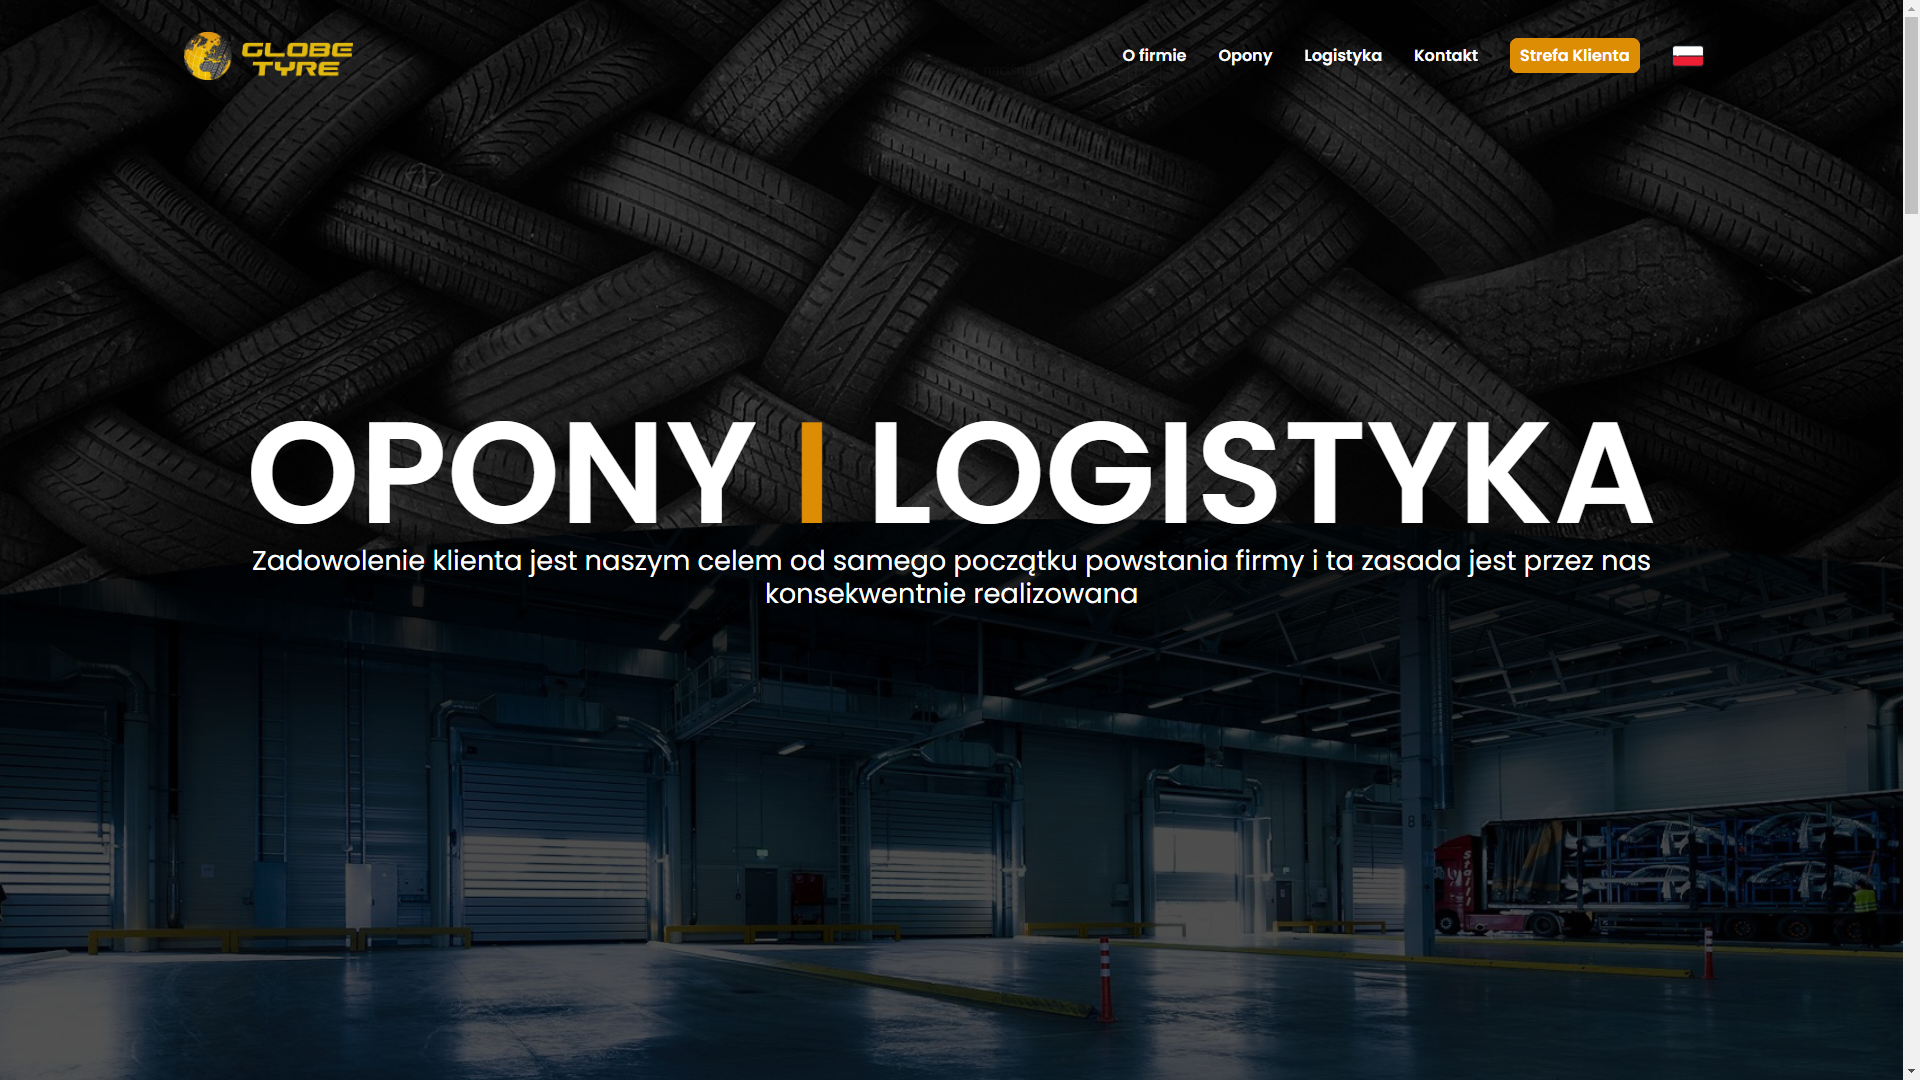 GLOBE
TYRE
O firmie
Opony
Logistyka
Kontakt
Strefa Klienta
OPONY I LOGISTYKA
Zadowolenie klienta jest naszym celem od samego początku powstania firmy i ta zasada jest przez nas
konsekwentnie realizowana
8